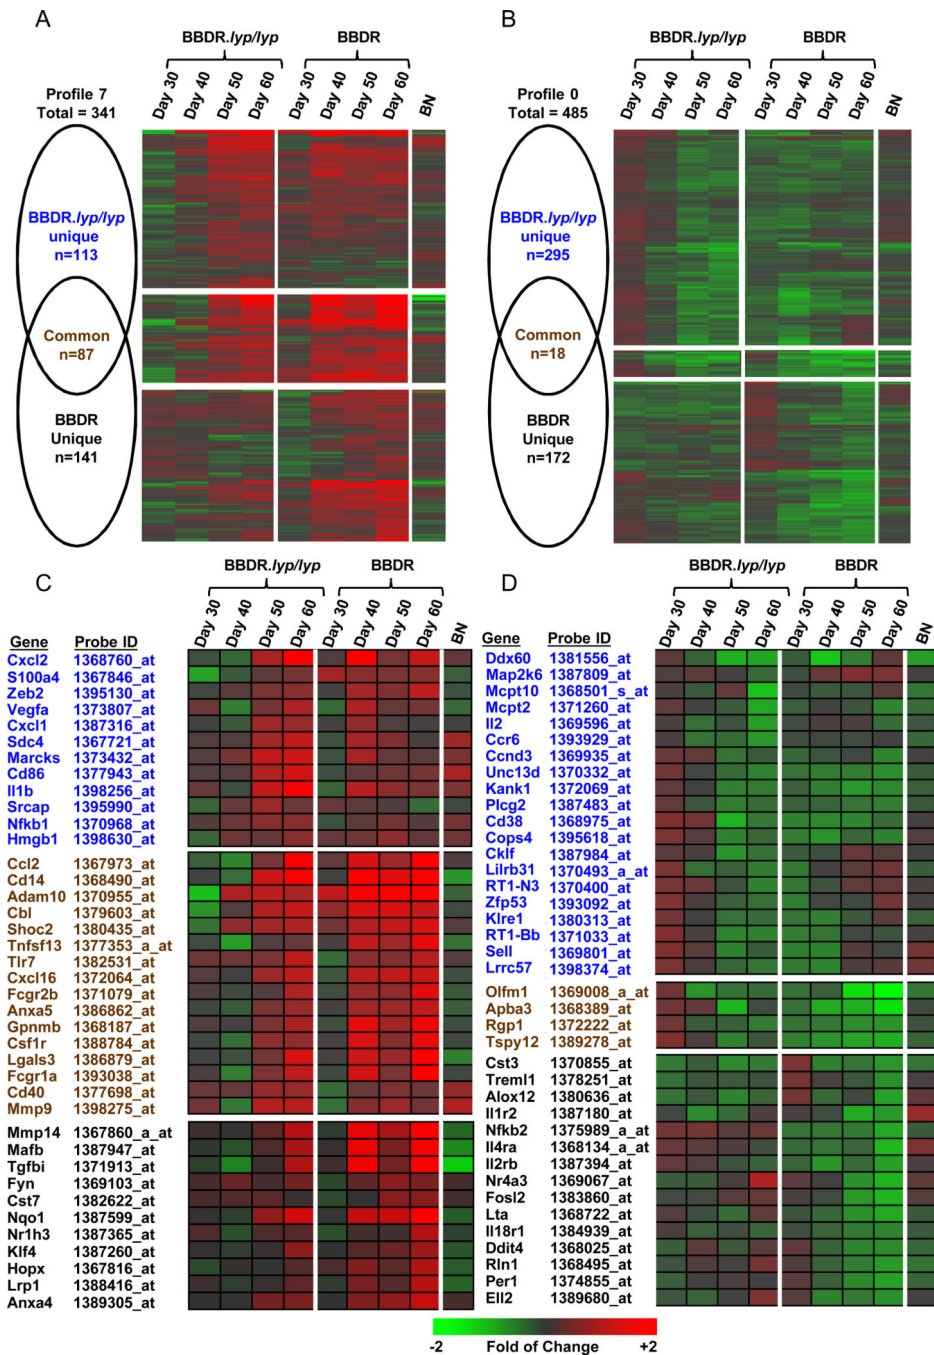 A
BBDR.lyp/lyp
BBDR
Day 30
Day 40
Day 50
Day 60
Day 30
Day 40
Day 50
Day 60
BN
Profile 7
Total = 341
BBDR.lyp/lyp
unique
n=113
Common
n=87
BBDR
Unique
n=141
B
BBDR.lyp/lyp
BBDR
Day 30
Day 40
Day 50
Day 60
Day 30
Day 40
Day 50
Day 60
BN
Profile 0
Total = 485
BBDR.lyp/lyp
unique
n=295
Common
n=18
BBDR
Unique
n=172
C
BBDR.lyp/lyp
BBDR
Day 30
Day 40
Day 50
Day 60
Day 30
Day 40
Day 50
Day 60
BN
Gene Probe ID
Cxcl2 1368760_at
S100a4 1367846_at
Zeb2 1395130_at
Vegfa 1373807_at
Cxcl1 1387316_at
Sdc4 1367721_at
Marcks 1373432_at
Cd86 1377943_at
Il1b 1398256_at
Srcap 1395990_at
Nfkb1 1370968_at
Hmgb1 1398630_at
Ccl2 1367973_at
Cd14 1368490_at
Adam10 1370955_at
Cbl 1379603_at
Shoc2 1380435_at
Tnfsf13 1377353_a_at
Tlr7 1382531_at
Cxcl16 1372064_at
Fcgr2b 1371079_at
Anxa5 1386862_at
Gpnmb 1368187_at
Csf1r 1388784_at
Lgals3 1386879_at
Fcgr1a 1393038_at
Cd40 1377698_at
Mmp9 1398275_at
Mmp14 1367860_a_at
Mafb 1387947_at
Tgfbi 1371913_at
Fyn 1369103_at
Cst7 1382622_at
Nqo1 1387599_at
Nr1h3 1387365_at
Klf4 1387260_at
Hopx 1367816_at
Lrp1 1388416_at
Anxa4 1389305_at
D
BBDR.lyp/lyp
BBDR
Day 30
Day 40
Day 50
Day 60
Day 30
Day 40
Day 50
Day 60
BN
Gene Probe ID
Ddx60 1381556_at
Map2k6 1387809_at
Mcpt10 1368501_s_at
Mcpt2 1371260_at
Il2 1369596_at
Ccr6 1393929_at
Ccnd3 1369935_at
Unc13d 1370332_at
Kank1 1372069_at
Plcg2 1387483_at
Cd38 1368975_at
Cops4 1395618_at
Cklf 1387984_at
Lilrb31 1370493_a_at
RT1-N3 1370400_at
Zfp53 1393092_at
Klre1 1380313_at
RT1-Bb 1371033_at
Sell 1369801_at
Lrrc57 1398374_at
Olfm1 1369008_a_at
Apba3 1368389_at
Rgp1 1372222_at
Tspy12 1389278_at
Cst3 1370855_at
Treml1 1378251_at
Alox12 1380636_at
Il1r2 1387180_at
Nfkb2 1375989_a_at
Il4ra 1368134_a_at
Il2rb 1387394_at
Nr4a3 1369067_at
Fosl2 1383860_at
Lta 1368722_at
Il18r1 1384939_at
Ddit4 1368025_at
Rln1 1368495_at
Per1 1374855_at
Ell2 1389680_at
-2 Fold of Change +2